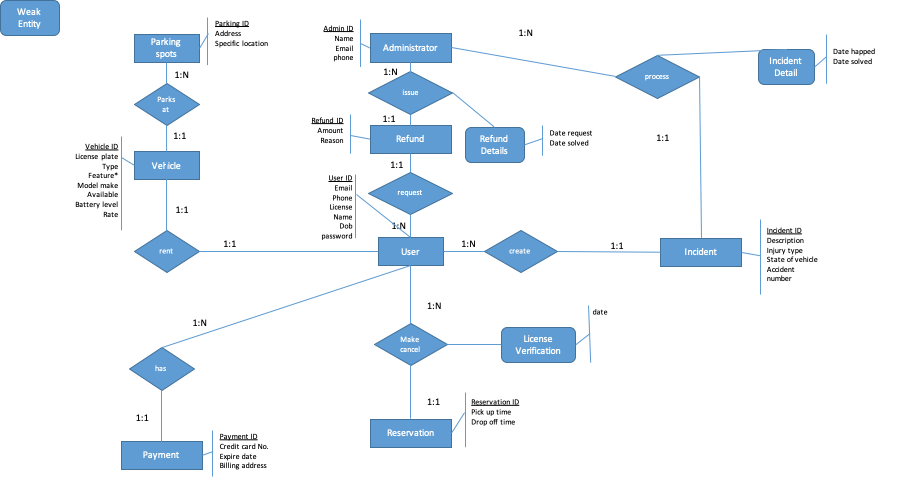 Weak
Entity
Parking
spots
Parking ID
Address
Specific location
1:N
Parks
at
1:1
Vehicle ID
License plate
Type
Feature*
Model make
Available
Battery level
Rate
Vehicle
1:1
rent
1:1
Admin ID
Name
Email
phone
Administrator
1:N
1:N
issue
1:1
Refund ID
Amount
Reason
Refund
Refund
Details
Date request
Date solved
1:1
User ID
Email
Phone
License
Name
Dob
password
request
1:N
User
1:N
create
1:1
process
1:1
Incident
Detail
Date happed
Date solved
Incident
Incident ID
Description
Injury type
State of vehicle
Accident
number
1:N
has
1:1
Payment
Payment ID
Credit card No.
Expire date
Billing address
1:N
Make
cancel
License
Verification
date
1:1
Reservation
Reservation ID
Pick up time
Drop off time